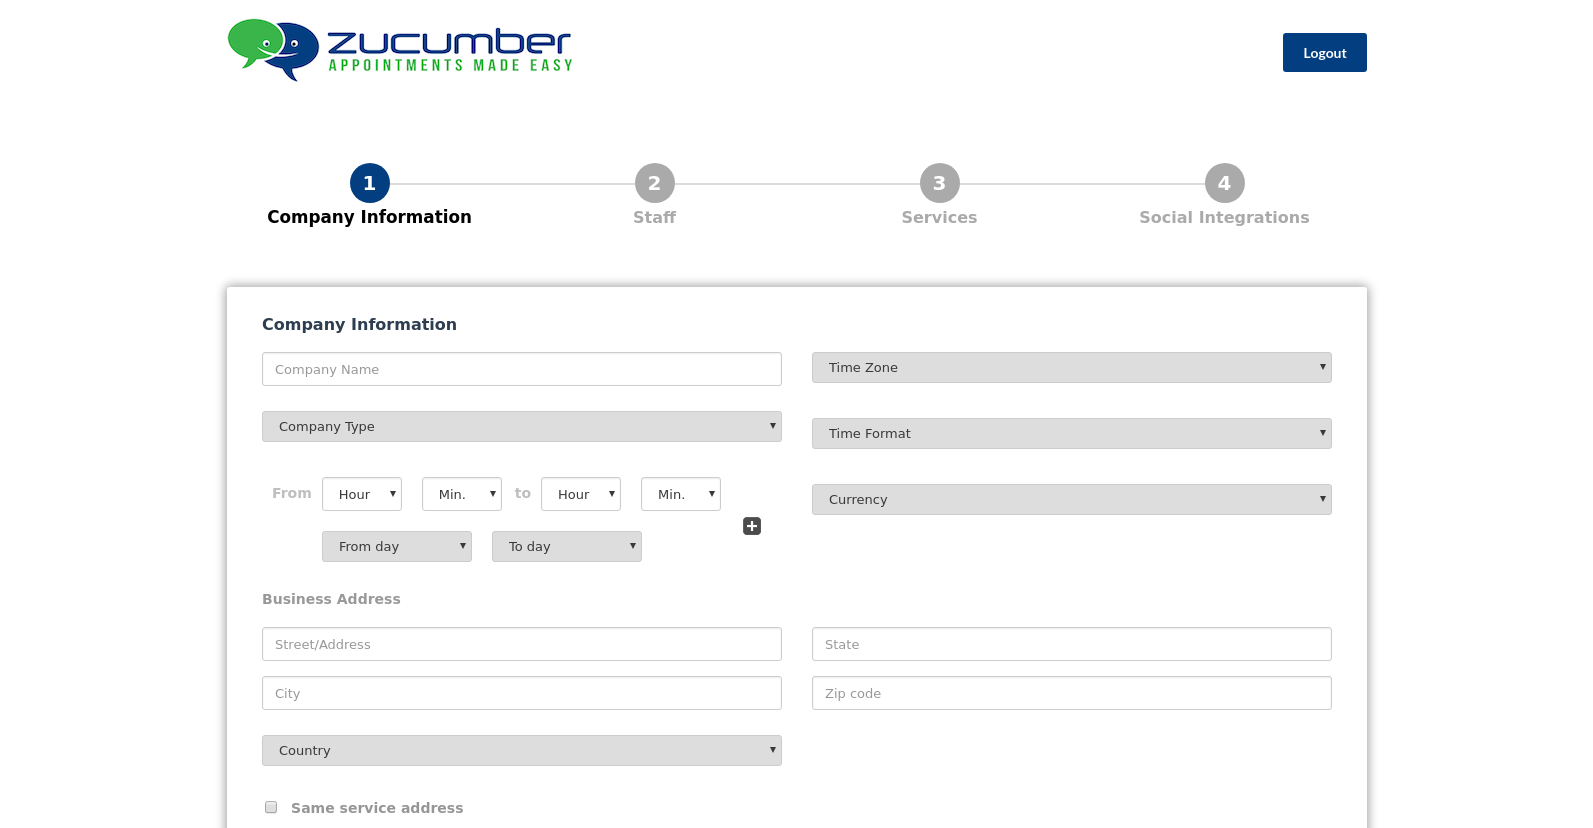 zucumber
APPOINTMENTS MADE EASY
Logout
1
2
3
4
Company Information
Staff
Services
Social Integrations
Company Information
Company Name
Time Zone
Company Type
Time Format
From Hour Min. to Hour Min.
Currency
From day To day
Business Address
Street/Address
State
City
Zip code
Country
Same service address